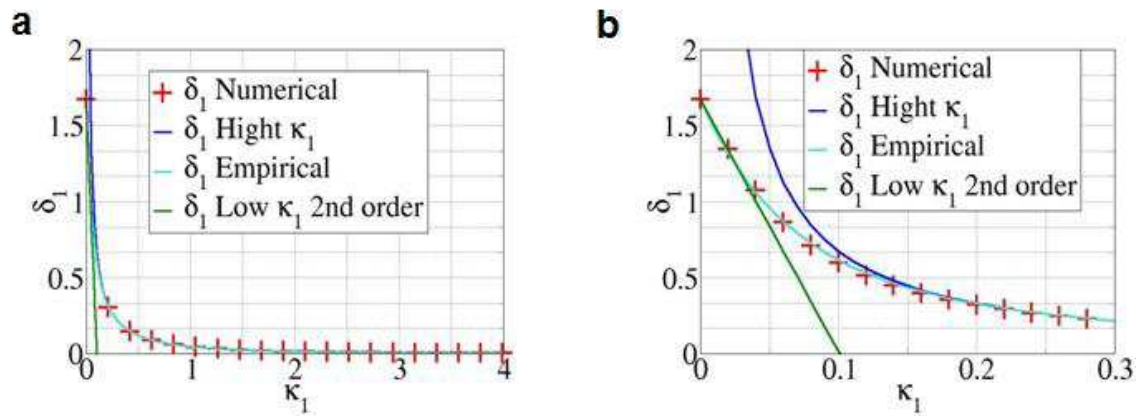 a
2
1.5
1
0.5
0
δ1
δ1 Numerical
δ1 Hight κ1
δ1 Empirical
δ1 Low κ1 2nd order
0 1 2 3 4
κ1
b
2
1.5
1
0.5
0
δ1
δ1 Numerical
δ1 Hight κ1
δ1 Empirical
δ1 Low κ1 2nd order
0 0.1 0.2 0.3
κ1